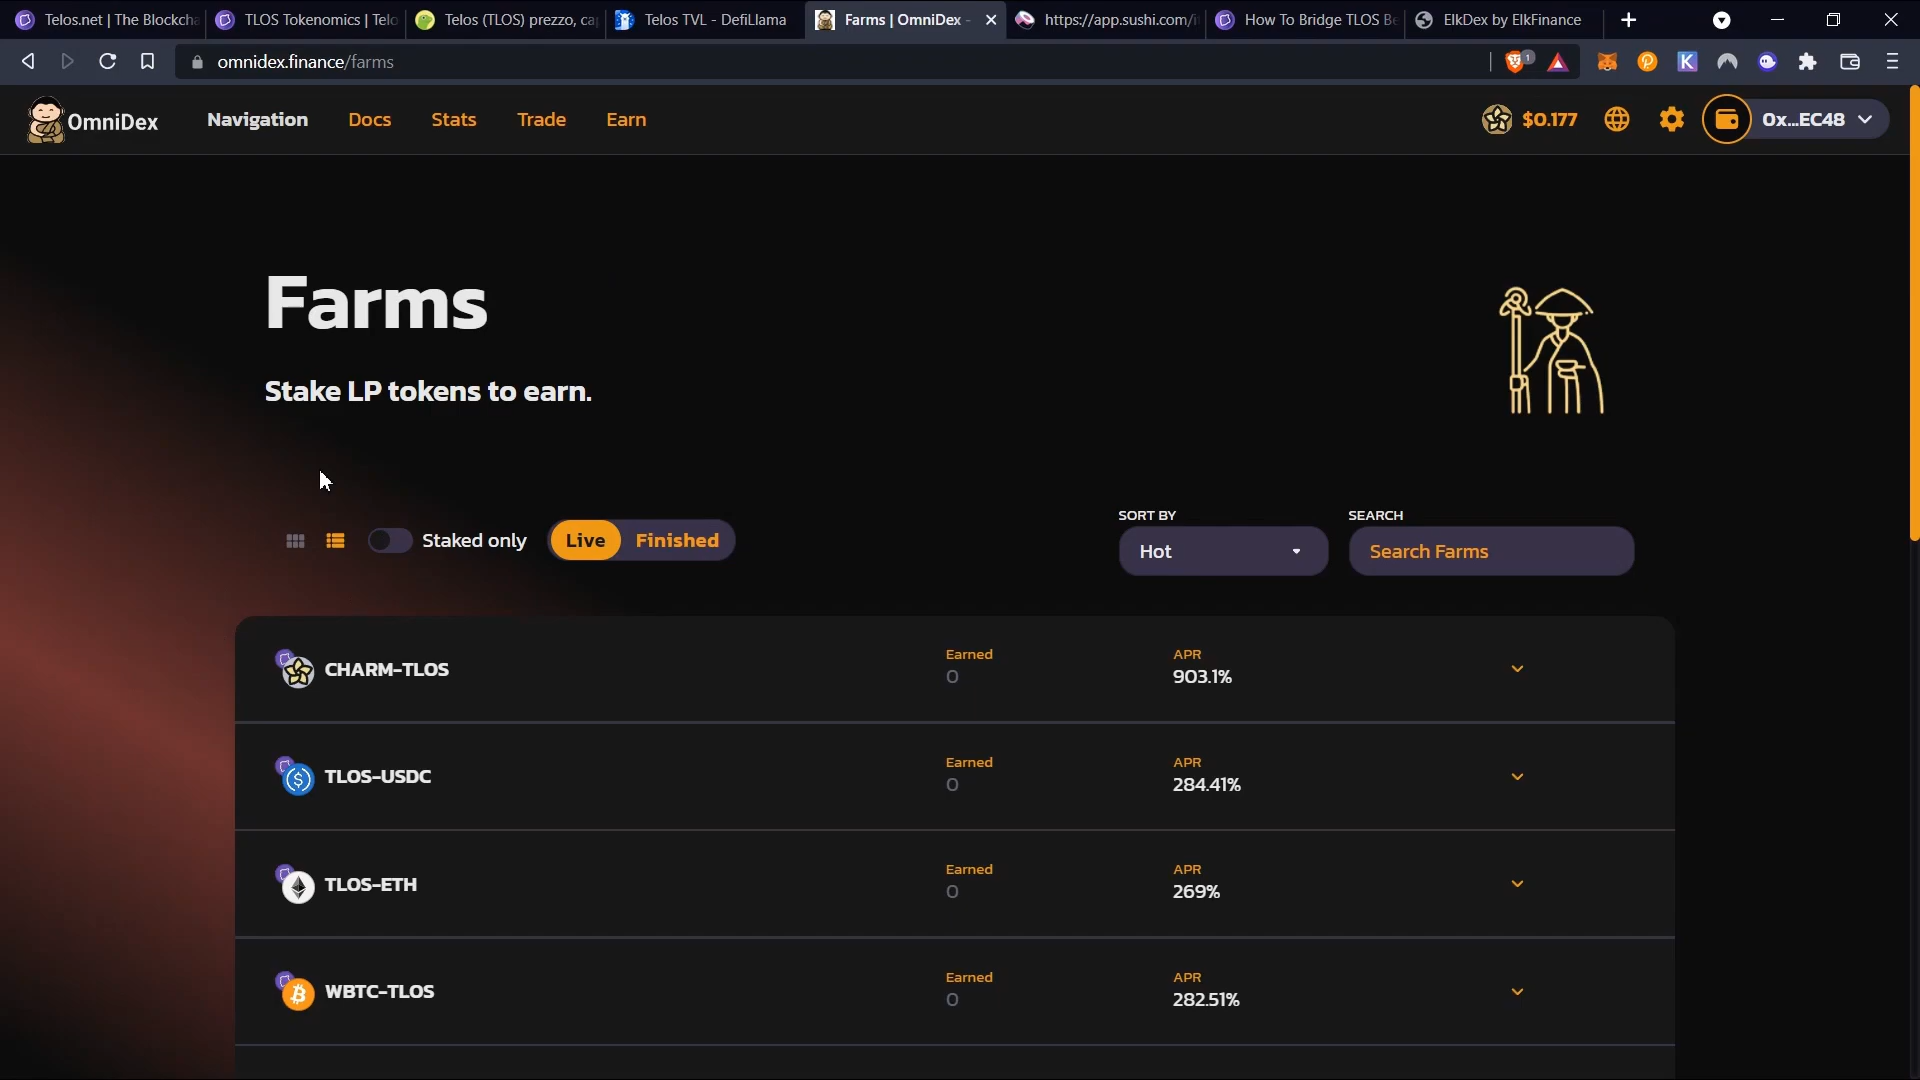 Telos.net | The Blockcha
TLOS Tokenomics | Telo
Telos (TLOS) prezzo, ca
Telos TVL - DefiLlama
Farms | OmniDex -
https://app.sushi.com/i
How To Bridge TLOS Be
ElkDex by ElkFinance
omnidex.finance/farms
1
OmniDex
Navigation
Docs
Stats
Trade
Earn
$0.177
0x...EC48
Farms
Stake LP tokens to earn.
Staked only
Live
Finished
SORT BY
Hot
SEARCH
Search Farms
CHARM-TLOS
Earned
0
APR
903.1%
TLOS-USDC
Earned
0
APR
284.41%
TLOS-ETH
Earned
0
APR
269%
WBTC-TLOS
Earned
0
APR
282.51%